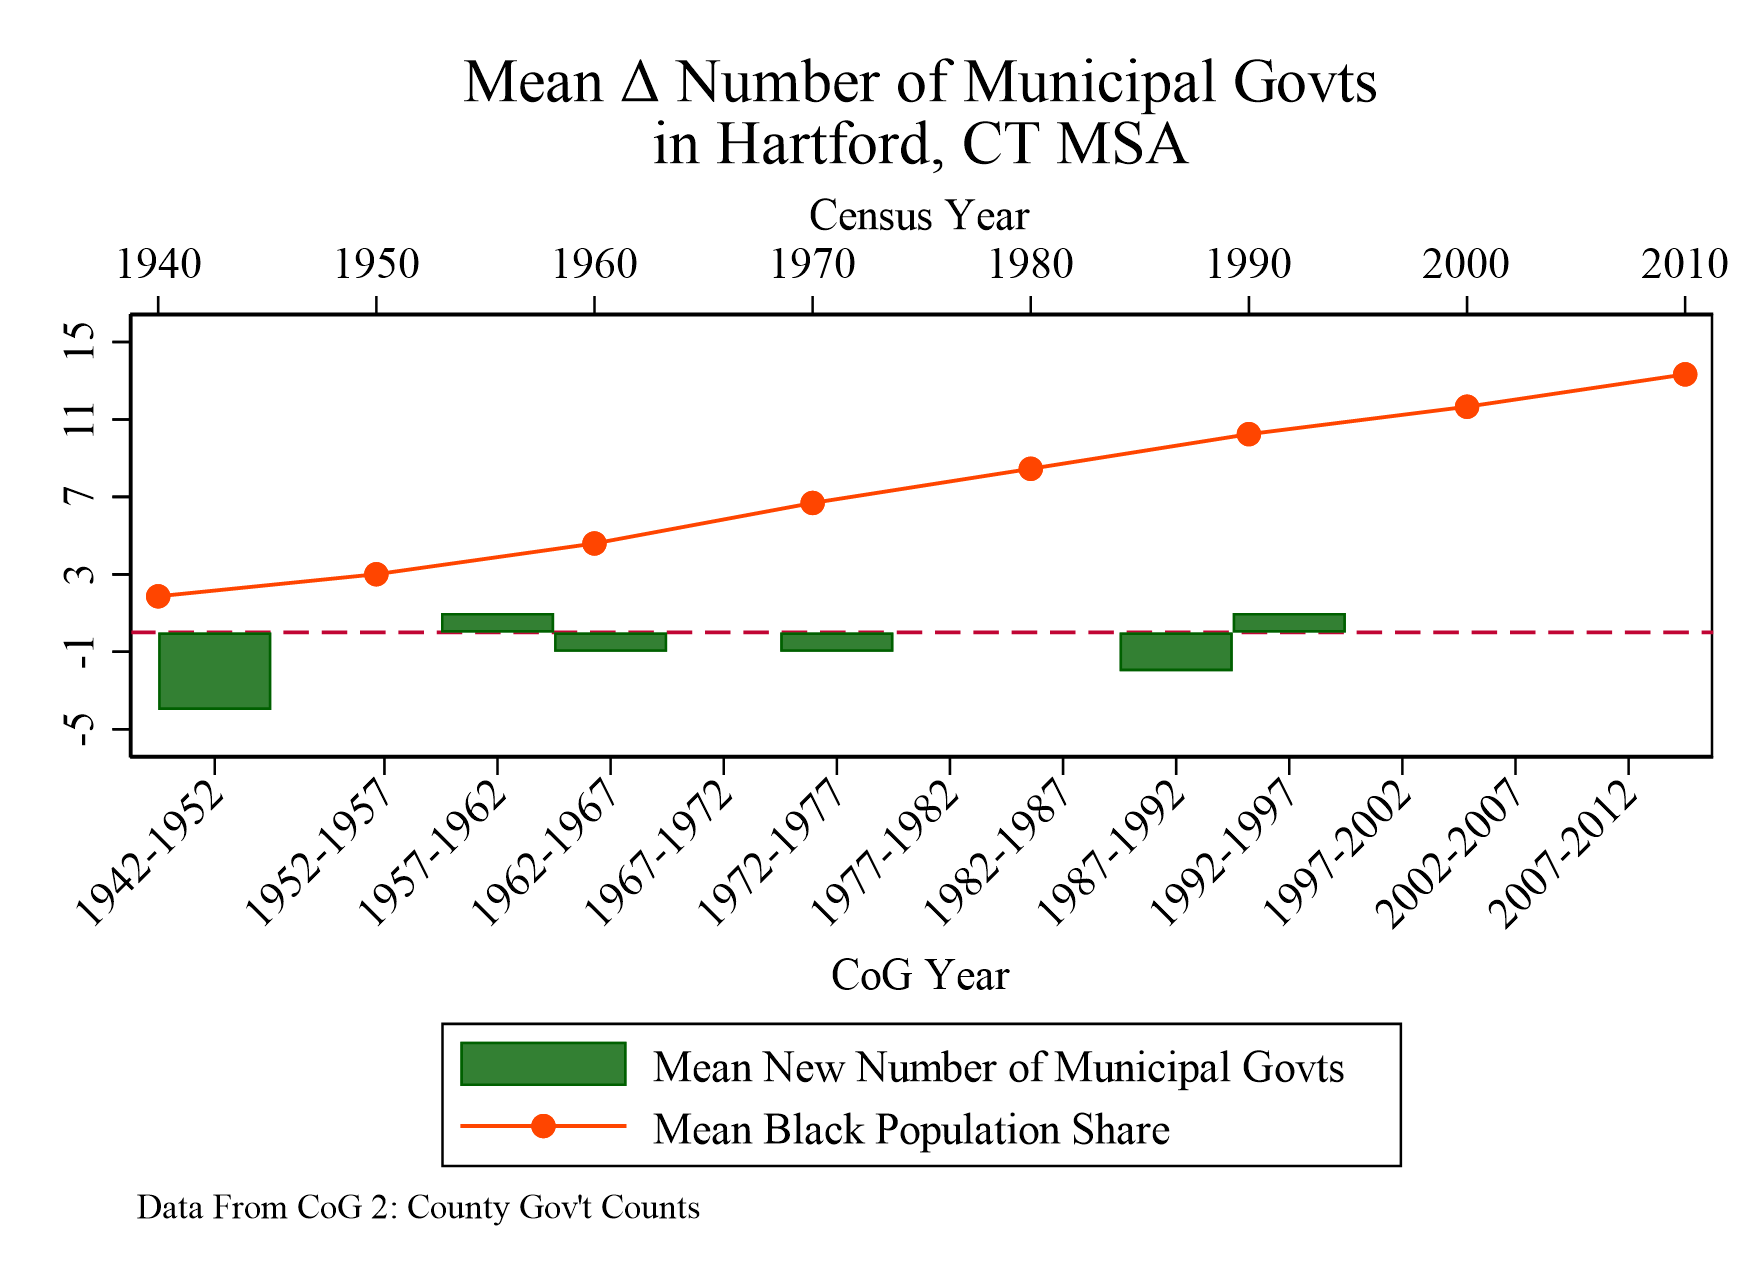 Mean Δ Number of Municipal Govts
in Hartford, CT MSA
Census Year
1940 1950 1960 1970 1980 1990 2000 2010
15
11
7
3
-1
-5
1942-1952 1952-1957 1957-1962 1962-1967 1967-1972 1972-1977 1977-1982 1982-1987 1987-1992 1992-1997 1997-2002 2002-2007 2007-2012
CoG Year
Mean New Number of Municipal Govts
Mean Black Population Share
Data From CoG 2: County Gov't Counts